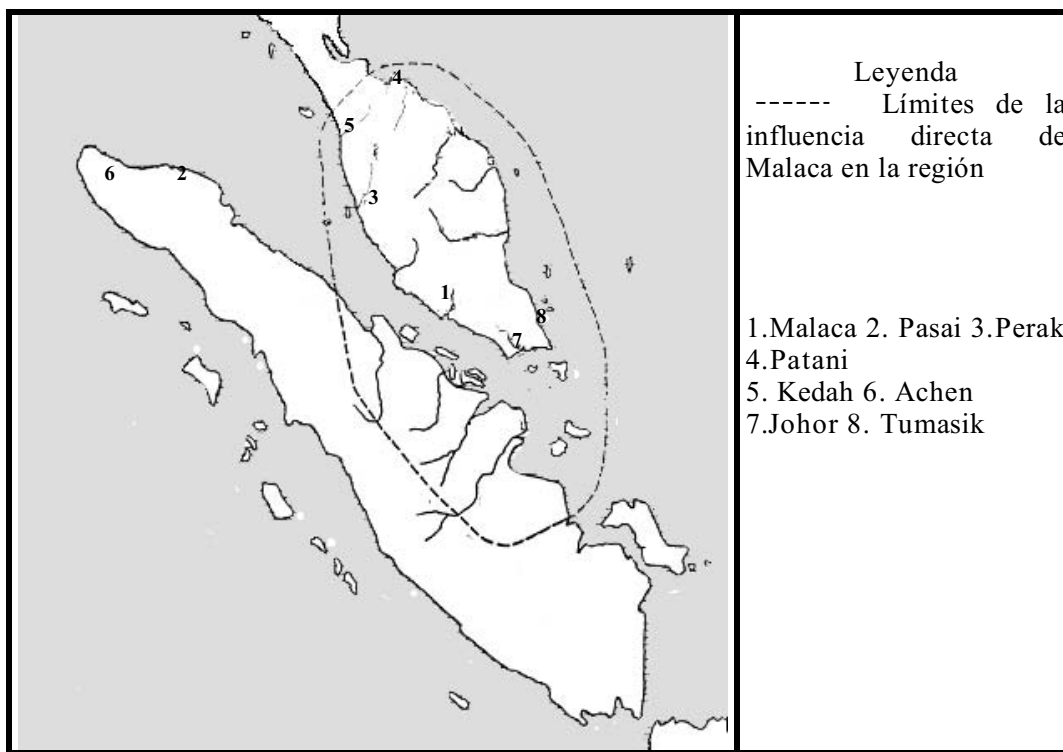 4
5
6
2
3
1
8
7
Leyenda
------ Límites de la
influencia directa de
Malaca en la región
1.Malaca 2. Pasai 3.Perak
4.Patani
5. Kedah 6. Achen
7.Johor 8. Tumasik